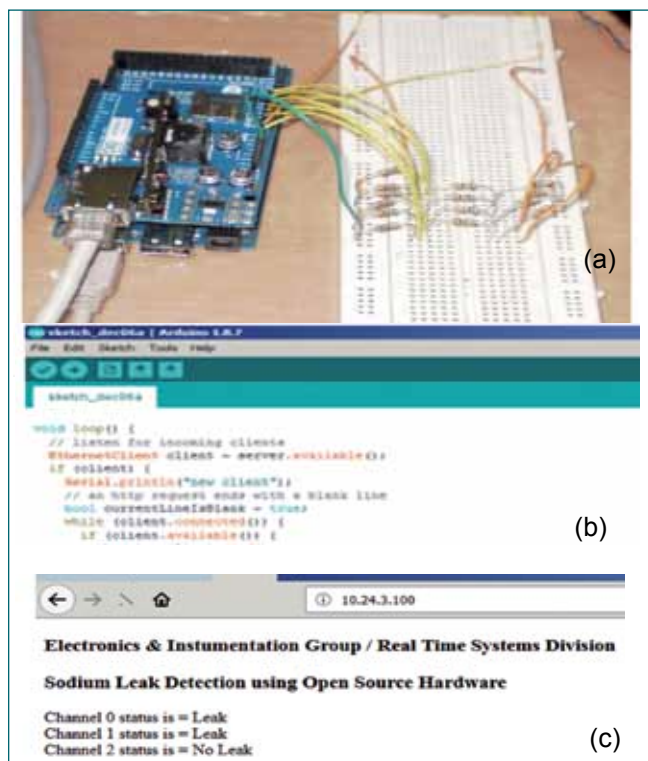 (a)
sketch_dec06a | Arduino 1.8.7
File Edit Sketch Tools Help
sketch_dec06a
void loop() {
// listen for incoming clients
EthernetClient client = server.available();
if (client) {
Serial.println("new client");
// an http request ends with a blank line
bool currentLineIsBlank = true;
while (client.connected()) {
if (client.available()) {
(b)
10.24.3.100
Electronics & Instumentation Group / Real Time Systems Division
Sodium Leak Detection using Open Source Hardware
Channel 0 status is = Leak
Channel 1 status is = Leak
Channel 2 status is = No Leak
(c)